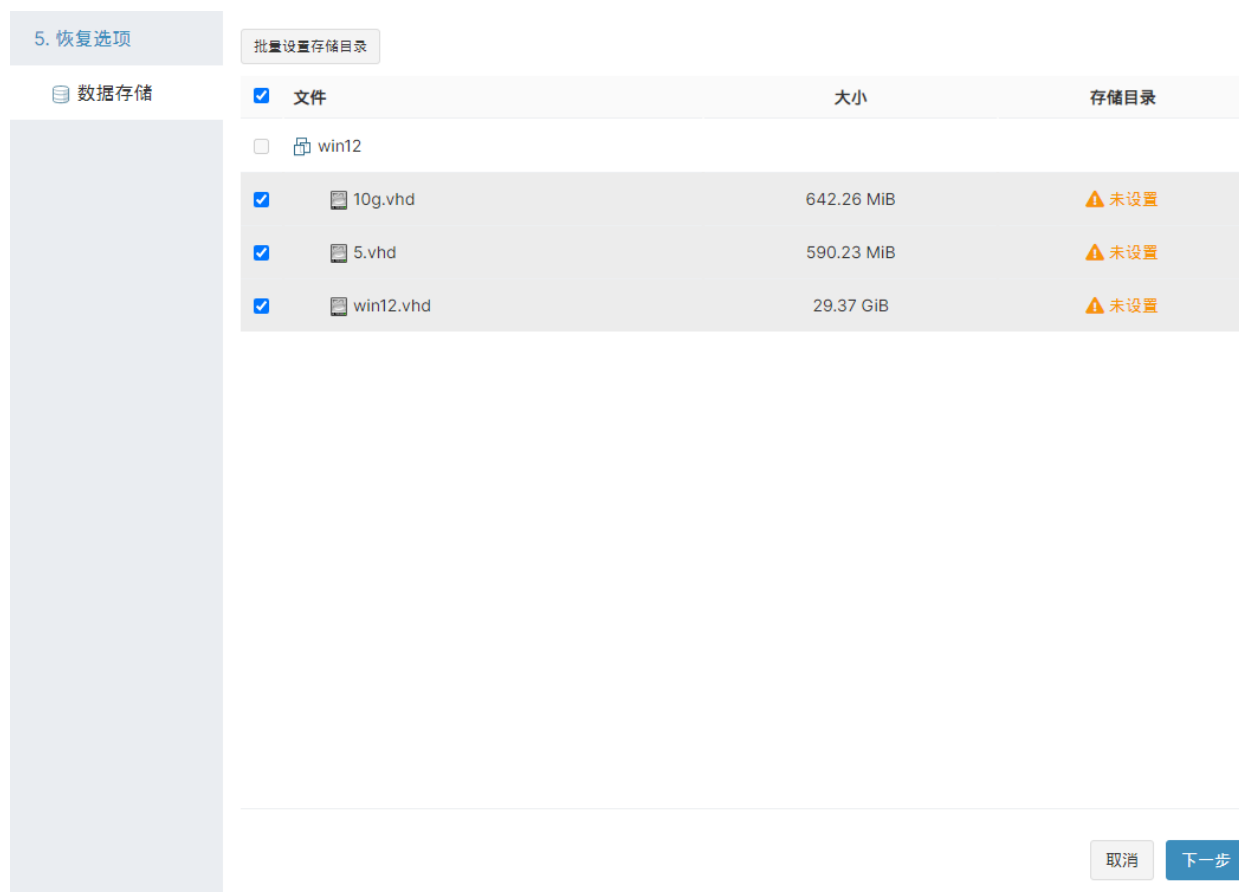 5. 恢复选项
数据存储
批量设置存储目录
文件 大小 存储目录
win12
10g.vhd 642.26 MiB 未设置
5.vhd 590.23 MiB 未设置
win12.vhd 29.37 GiB 未设置
取消 下一步